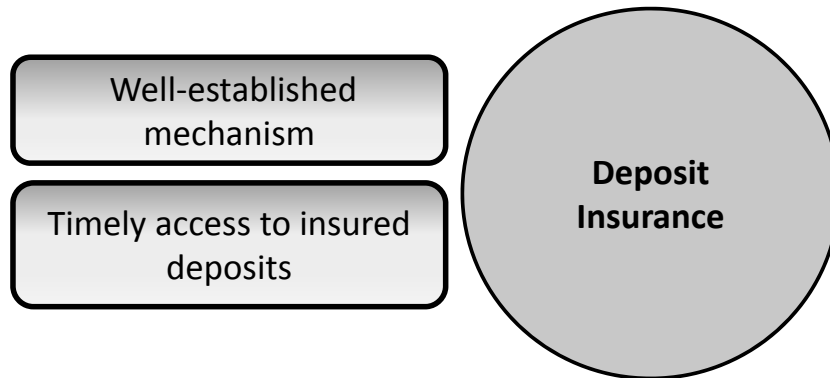 Well-established
mechanism
Timely access to insured
deposits
Deposit
Insurance